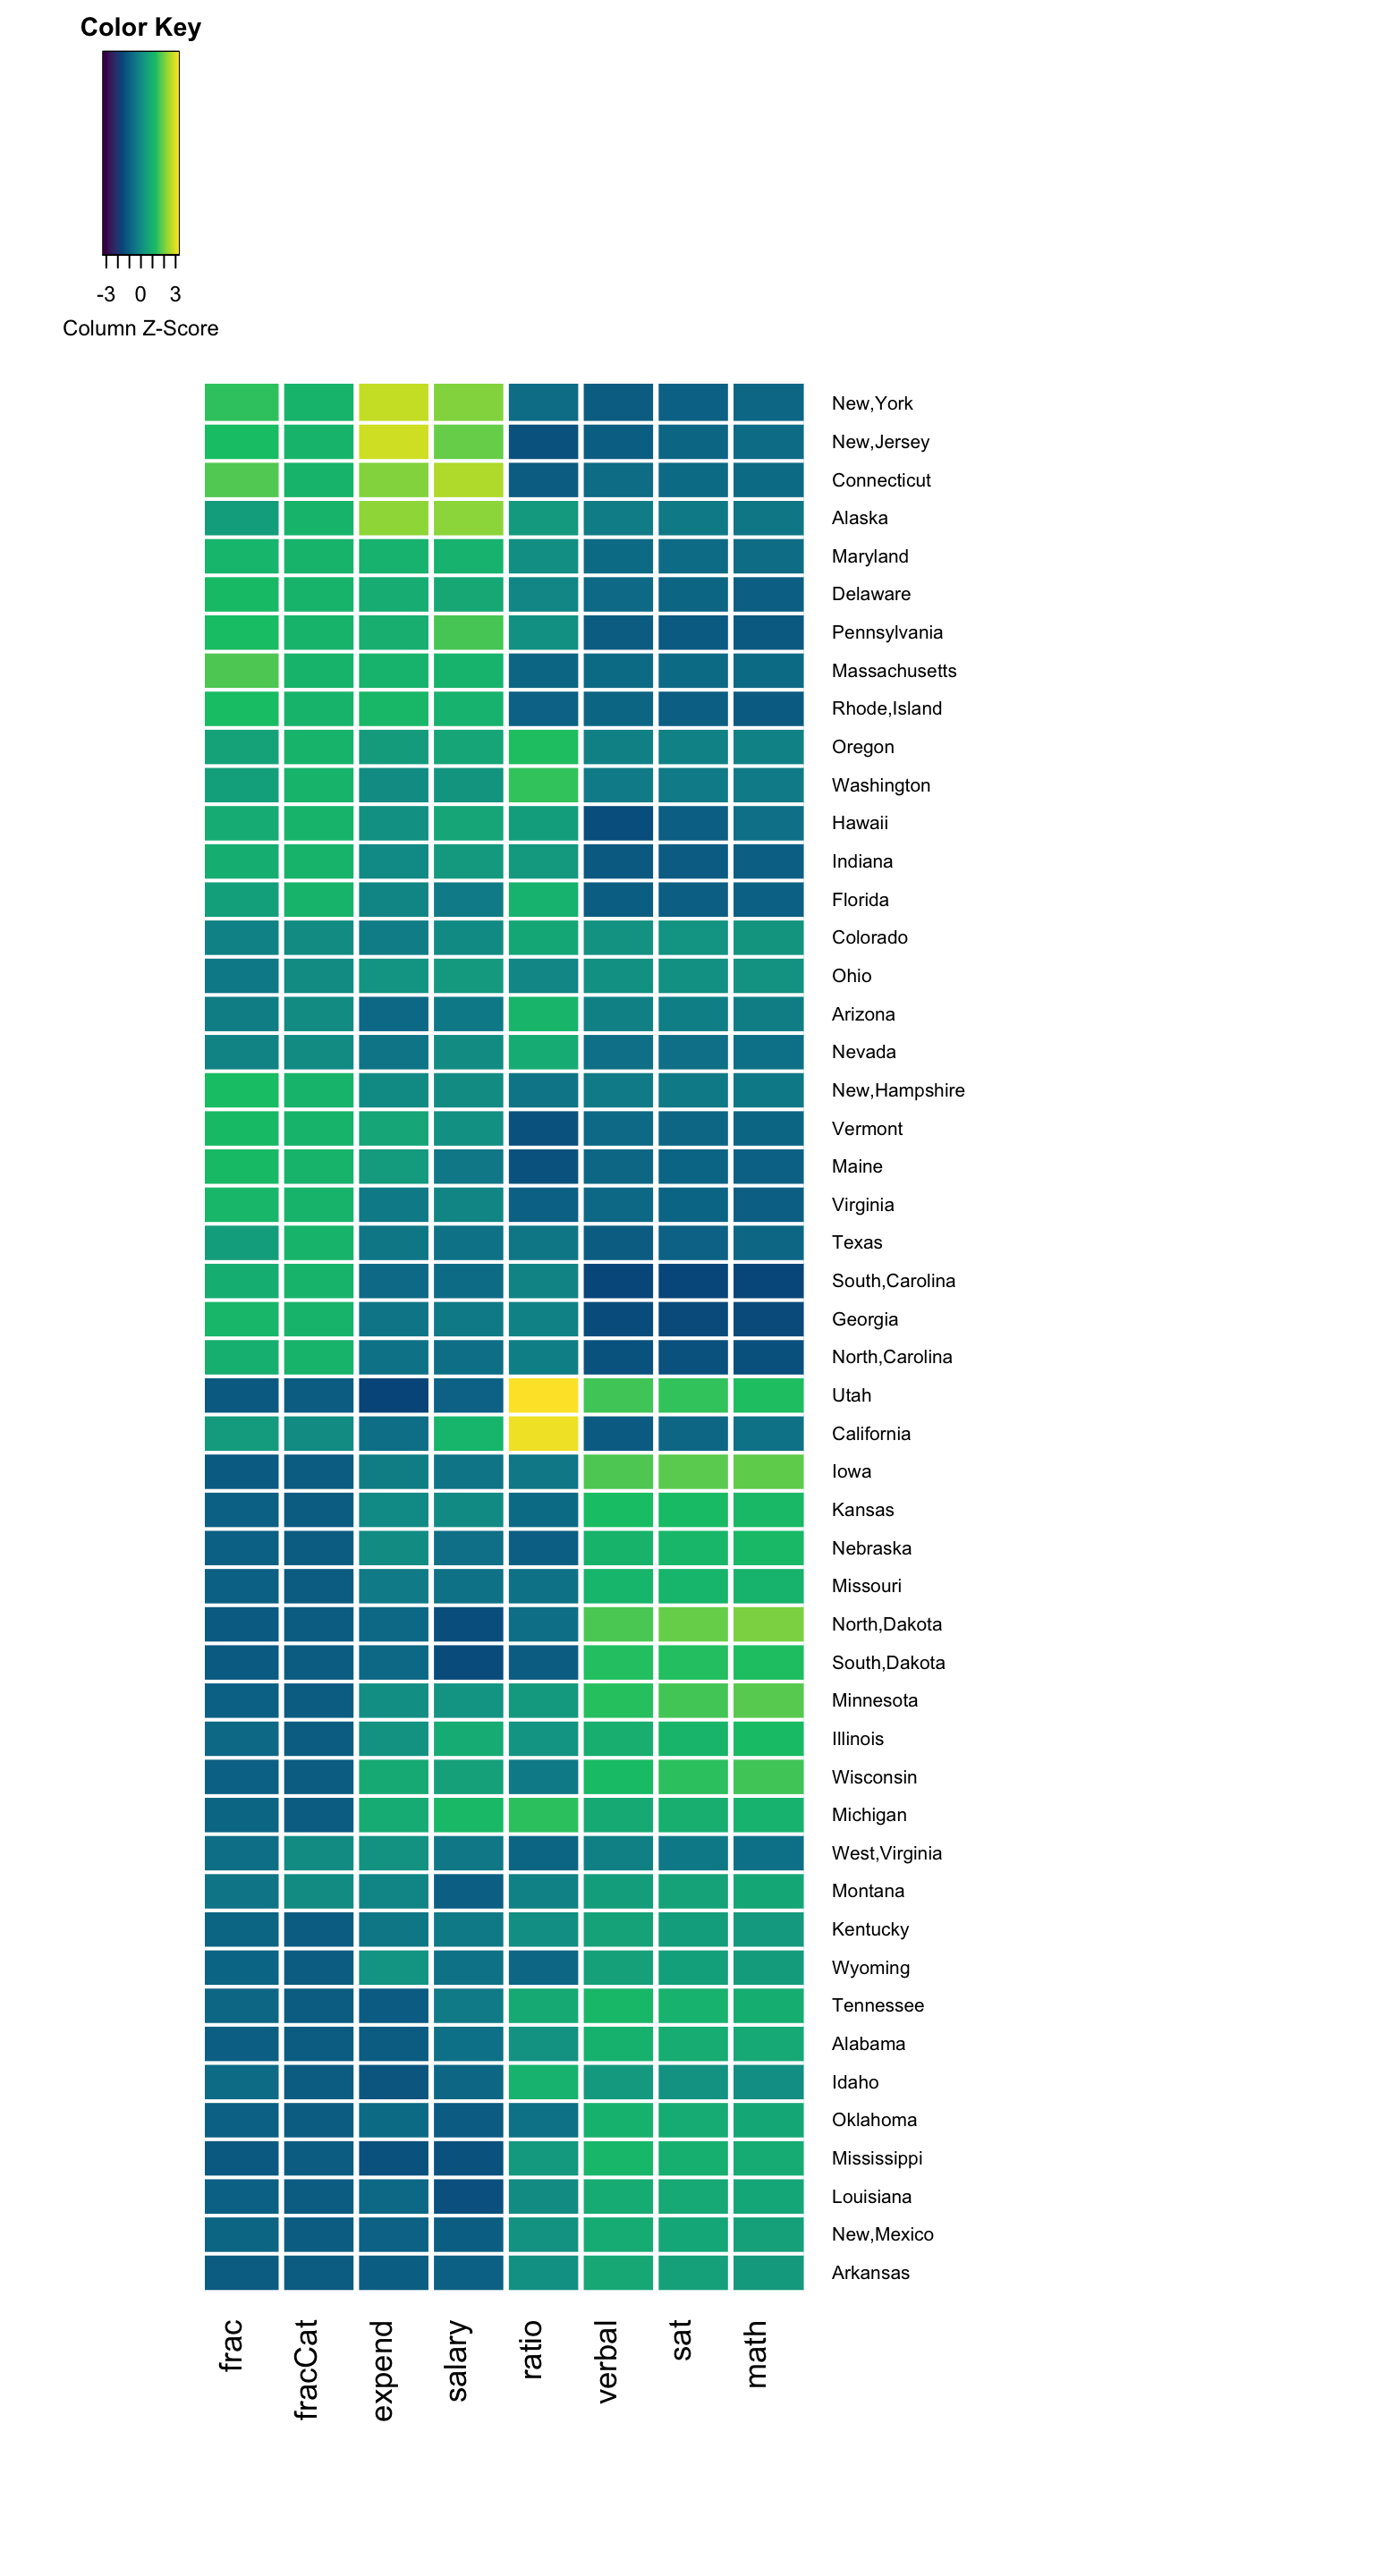 Color Key
-3 0 3
Column Z-Score
New,York
New,Jersey
Connecticut
Alaska
Maryland
Delaware
Pennsylvania
Massachusetts
Rhode,Island
Oregon
Washington
Hawaii
Indiana
Florida
Colorado
Ohio
Arizona
Nevada
New,Hampshire
Vermont
Maine
Virginia
Texas
South,Carolina
Georgia
North,Carolina
Utah
California
Iowa
Kansas
Nebraska
Missouri
North,Dakota
South,Dakota
Minnesota
Illinois
Wisconsin
Michigan
West,Virginia
Montana
Kentucky
Wyoming
Tennessee
Alabama
Idaho
Oklahoma
Mississippi
Louisiana
New,Mexico
Arkansas
frac
fracCat
expend
salary
ratio
verbal
sat
math